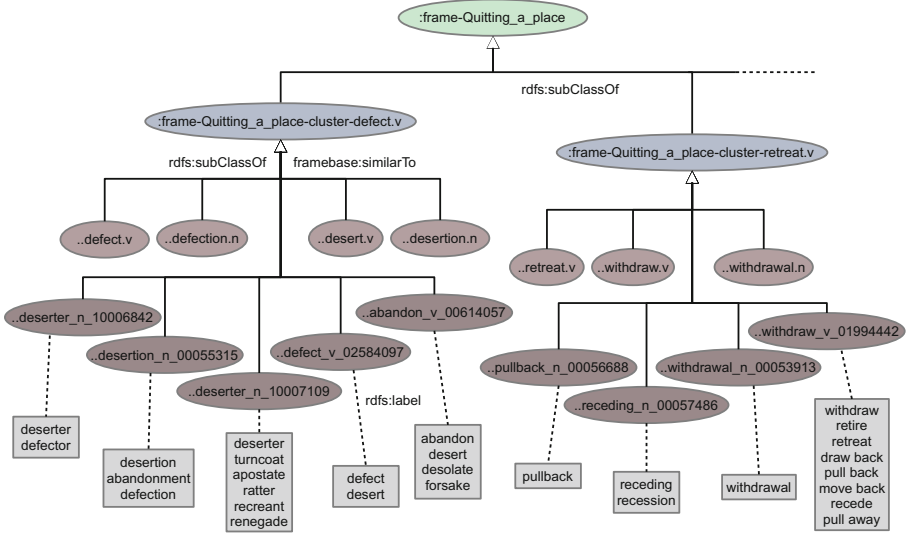 :frame-Quitting_a_place
rdfs:subClassOf
:frame-Quitting_a_place-cluster-defect.v
:frame-Quitting_a_place-cluster-retreat.v
rdfs:subClassOf
framebase:similarTo
..defect.v
..defection.n
..desert.v
..desertion.n
..retreat.v
..withdraw.v
..withdrawal.n
..deserter_n_10006842
..abandon_v_00614057
..desertion_n_00055315
..defect_v_02584097
..deserter_n_10007109
..withdraw_v_01994442
..pullback_n_00056688
..withdrawal_n_00053913
..receding_n_00057486
rdfs:label
deserter
defector
desertion
abandonment
defection
deserter
turncoat
apostate
ratter
recreant
renegade
defect
desert
abandon
desert
desolate
forsake
pullback
receding
recession
withdrawal
withdraw
retire
retreat
draw back
pull back
move back
recede
pull away